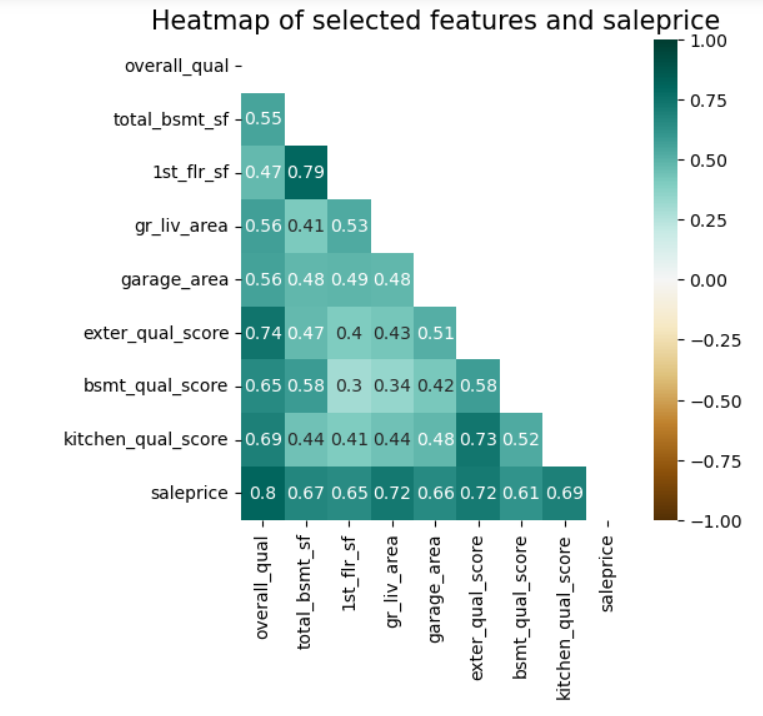 Heatmap of selected features and saleprice
overall_qual
total_bsmt_sf 0.55
1st_flr_sf 0.47 0.79
gr_liv_area 0.56 0.41 0.53
garage_area 0.56 0.48 0.49 0.48
exter_qual_score 0.74 0.47 0.4 0.43 0.51
bsmt_qual_score 0.65 0.58 0.3 0.34 0.42 0.58
kitchen_qual_score 0.69 0.44 0.41 0.44 0.48 0.73 0.52
saleprice 0.8 0.67 0.65 0.72 0.66 0.72 0.61 0.69
overall_qual
total_bsmt_sf
1st_flr_sf
gr_liv_area
garage_area
exter_qual_score
bsmt_qual_score
kitchen_qual_score
saleprice
1.00
0.75
0.50
0.25
0.00
−0.25
−0.50
−0.75
−1.00